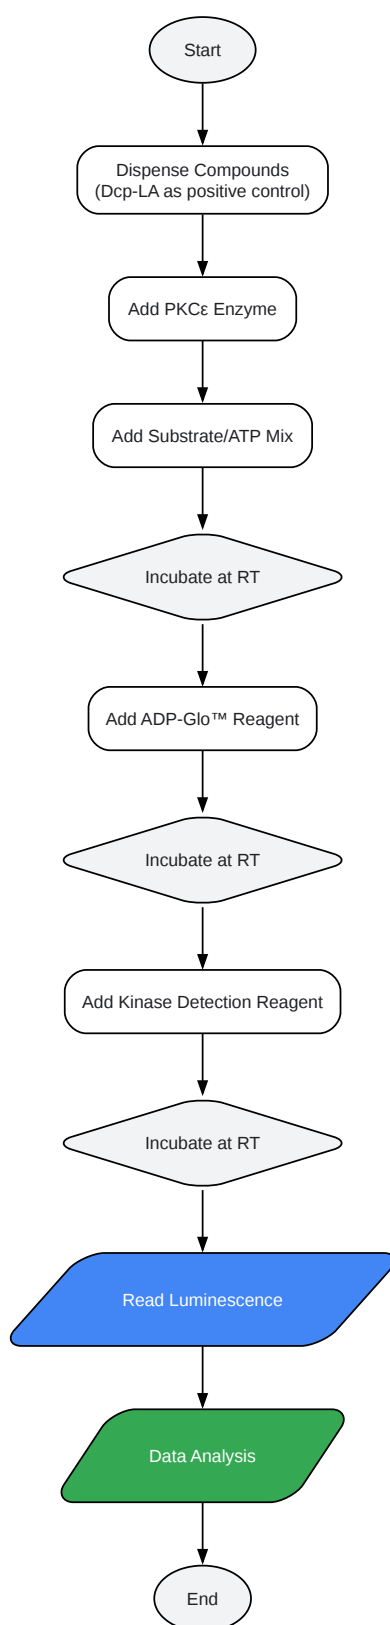 Start
Dispense Compounds
(Dcp-LA as positive control)
Add PKCε Enzyme
Add Substrate/ATP Mix
Incubate at RT
Add ADP-Glo™ Reagent
Incubate at RT
Add Kinase Detection Reagent
Incubate at RT
Read Luminescence
Data Analysis
End